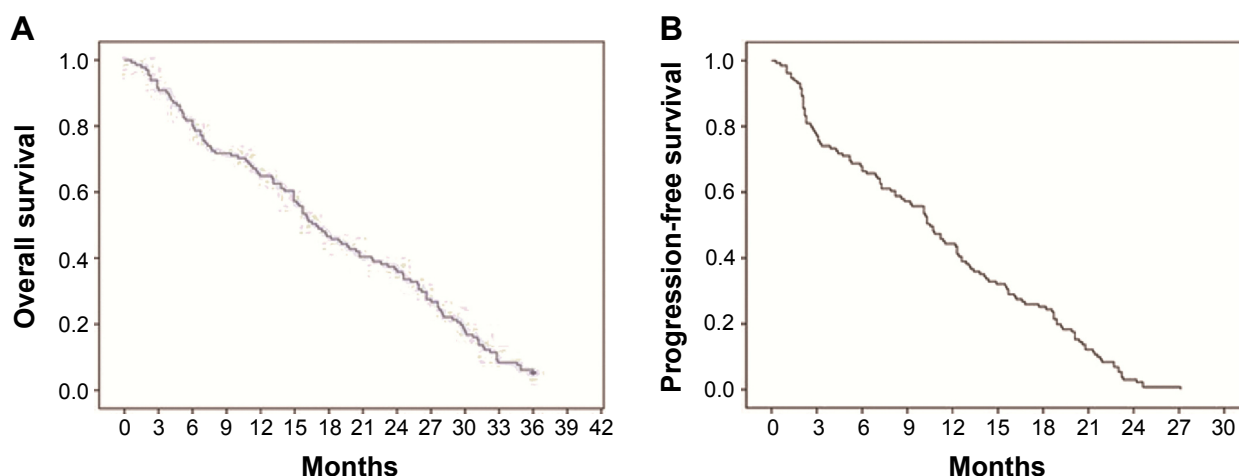 A
Overall survival
1.0
0.8
0.6
0.4
0.2
0.0
0 3 6 9 12 15 18 21 24 27 30 33 36 39 42
Months
B
Progression-free survival
1.0
0.8
0.6
0.4
0.2
0.0
0 3 6 9 12 15 18 21 24 27 30
Months